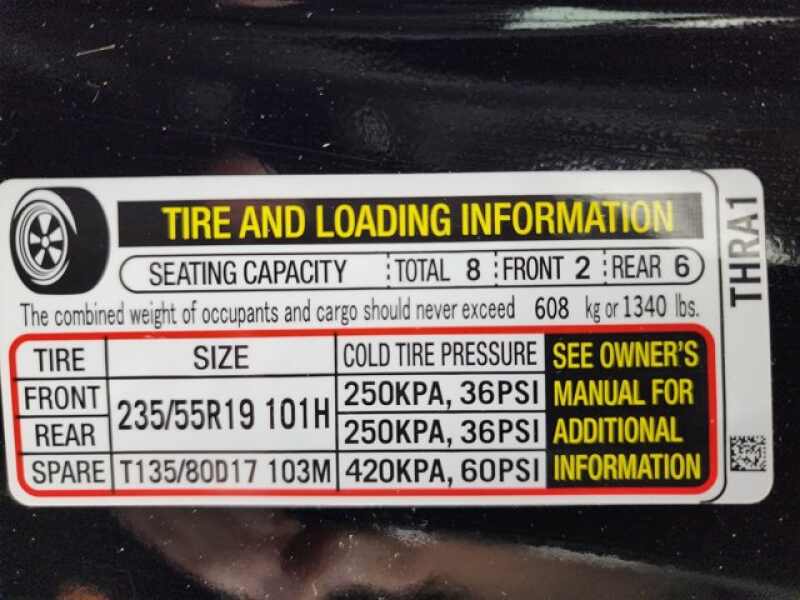 TIRE AND LOADING INFORMATION
SEATING CAPACITY TOTAL 8 FRONT 2 REAR 6
The combined weight of occupants and cargo should never exceed 608 kg or 1340 lbs.
TIRE SIZE COLD TIRE PRESSURE
FRONT 235/55R19 101H 250KPA, 36PSI
REAR 250KPA, 36PSI
SPARE T135/80D17 103M 420KPA, 60PSI
SEE OWNER'S
MANUAL FOR
ADDITIONAL
INFORMATION
THRA1